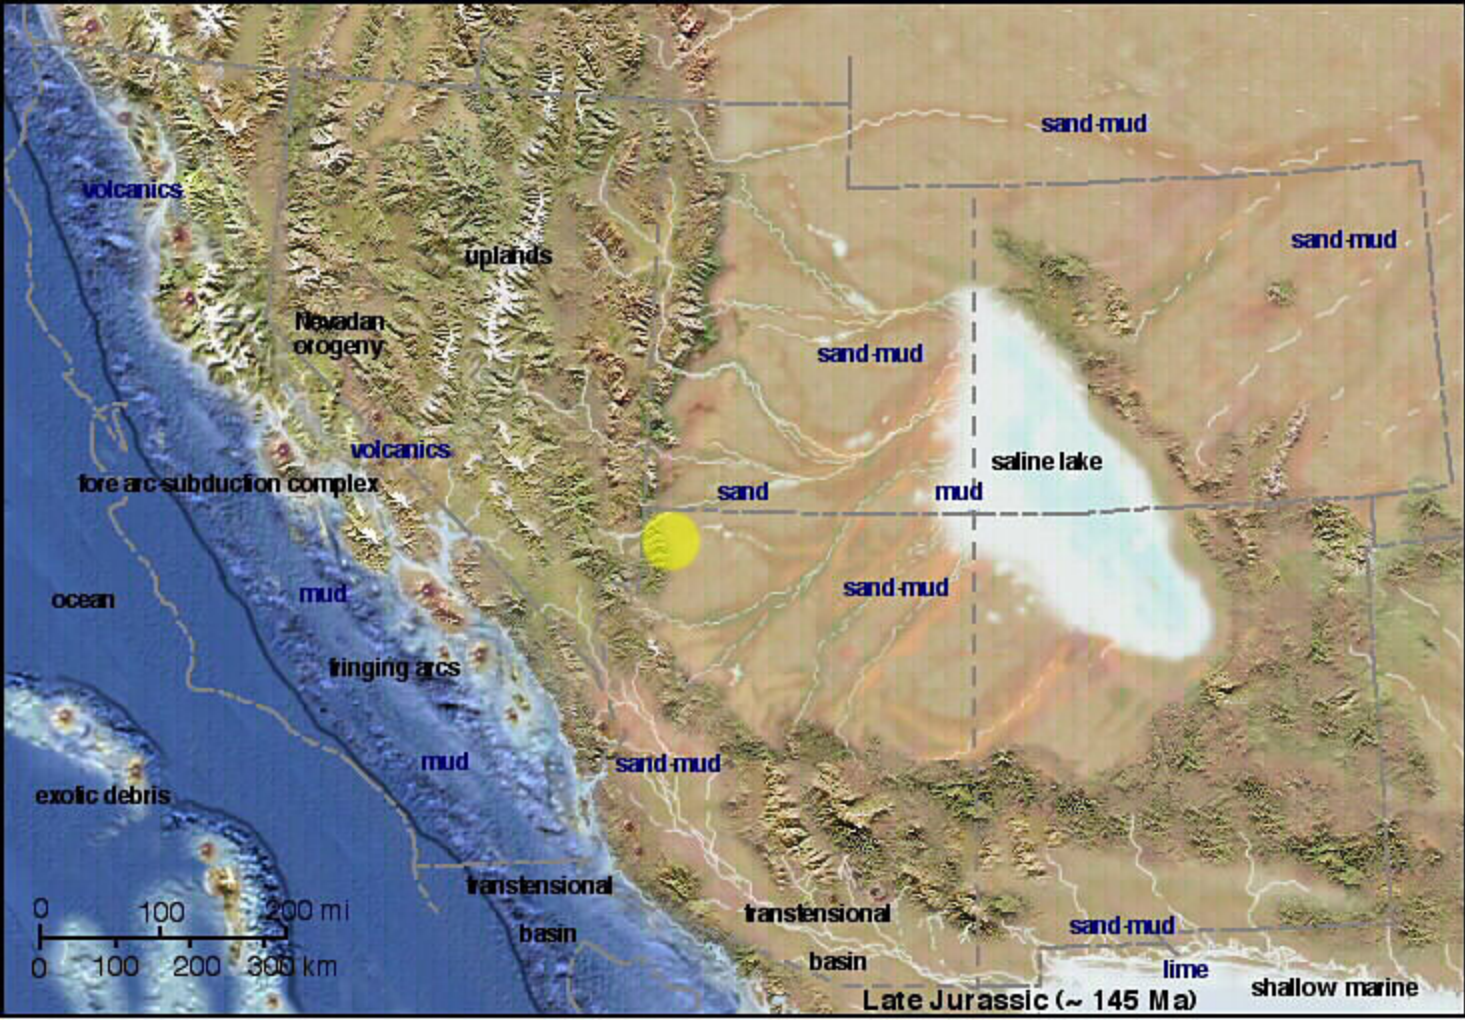 sand-mud
volcanics
sand-mud
uplands
Nevadan
orogeny
sand-mud
volcanics
saline lake
fore arc-subduction complex
sand
mud
sand-mud
mud
ocean
fringing arcs
mud
sand-mud
exotic debris
transtensional
basin
transtensional
basin
sand-mud
lime
shallow marine
0 100 200 mi
0 100 200 300 km
Late Jurassic (~ 145 Ma)